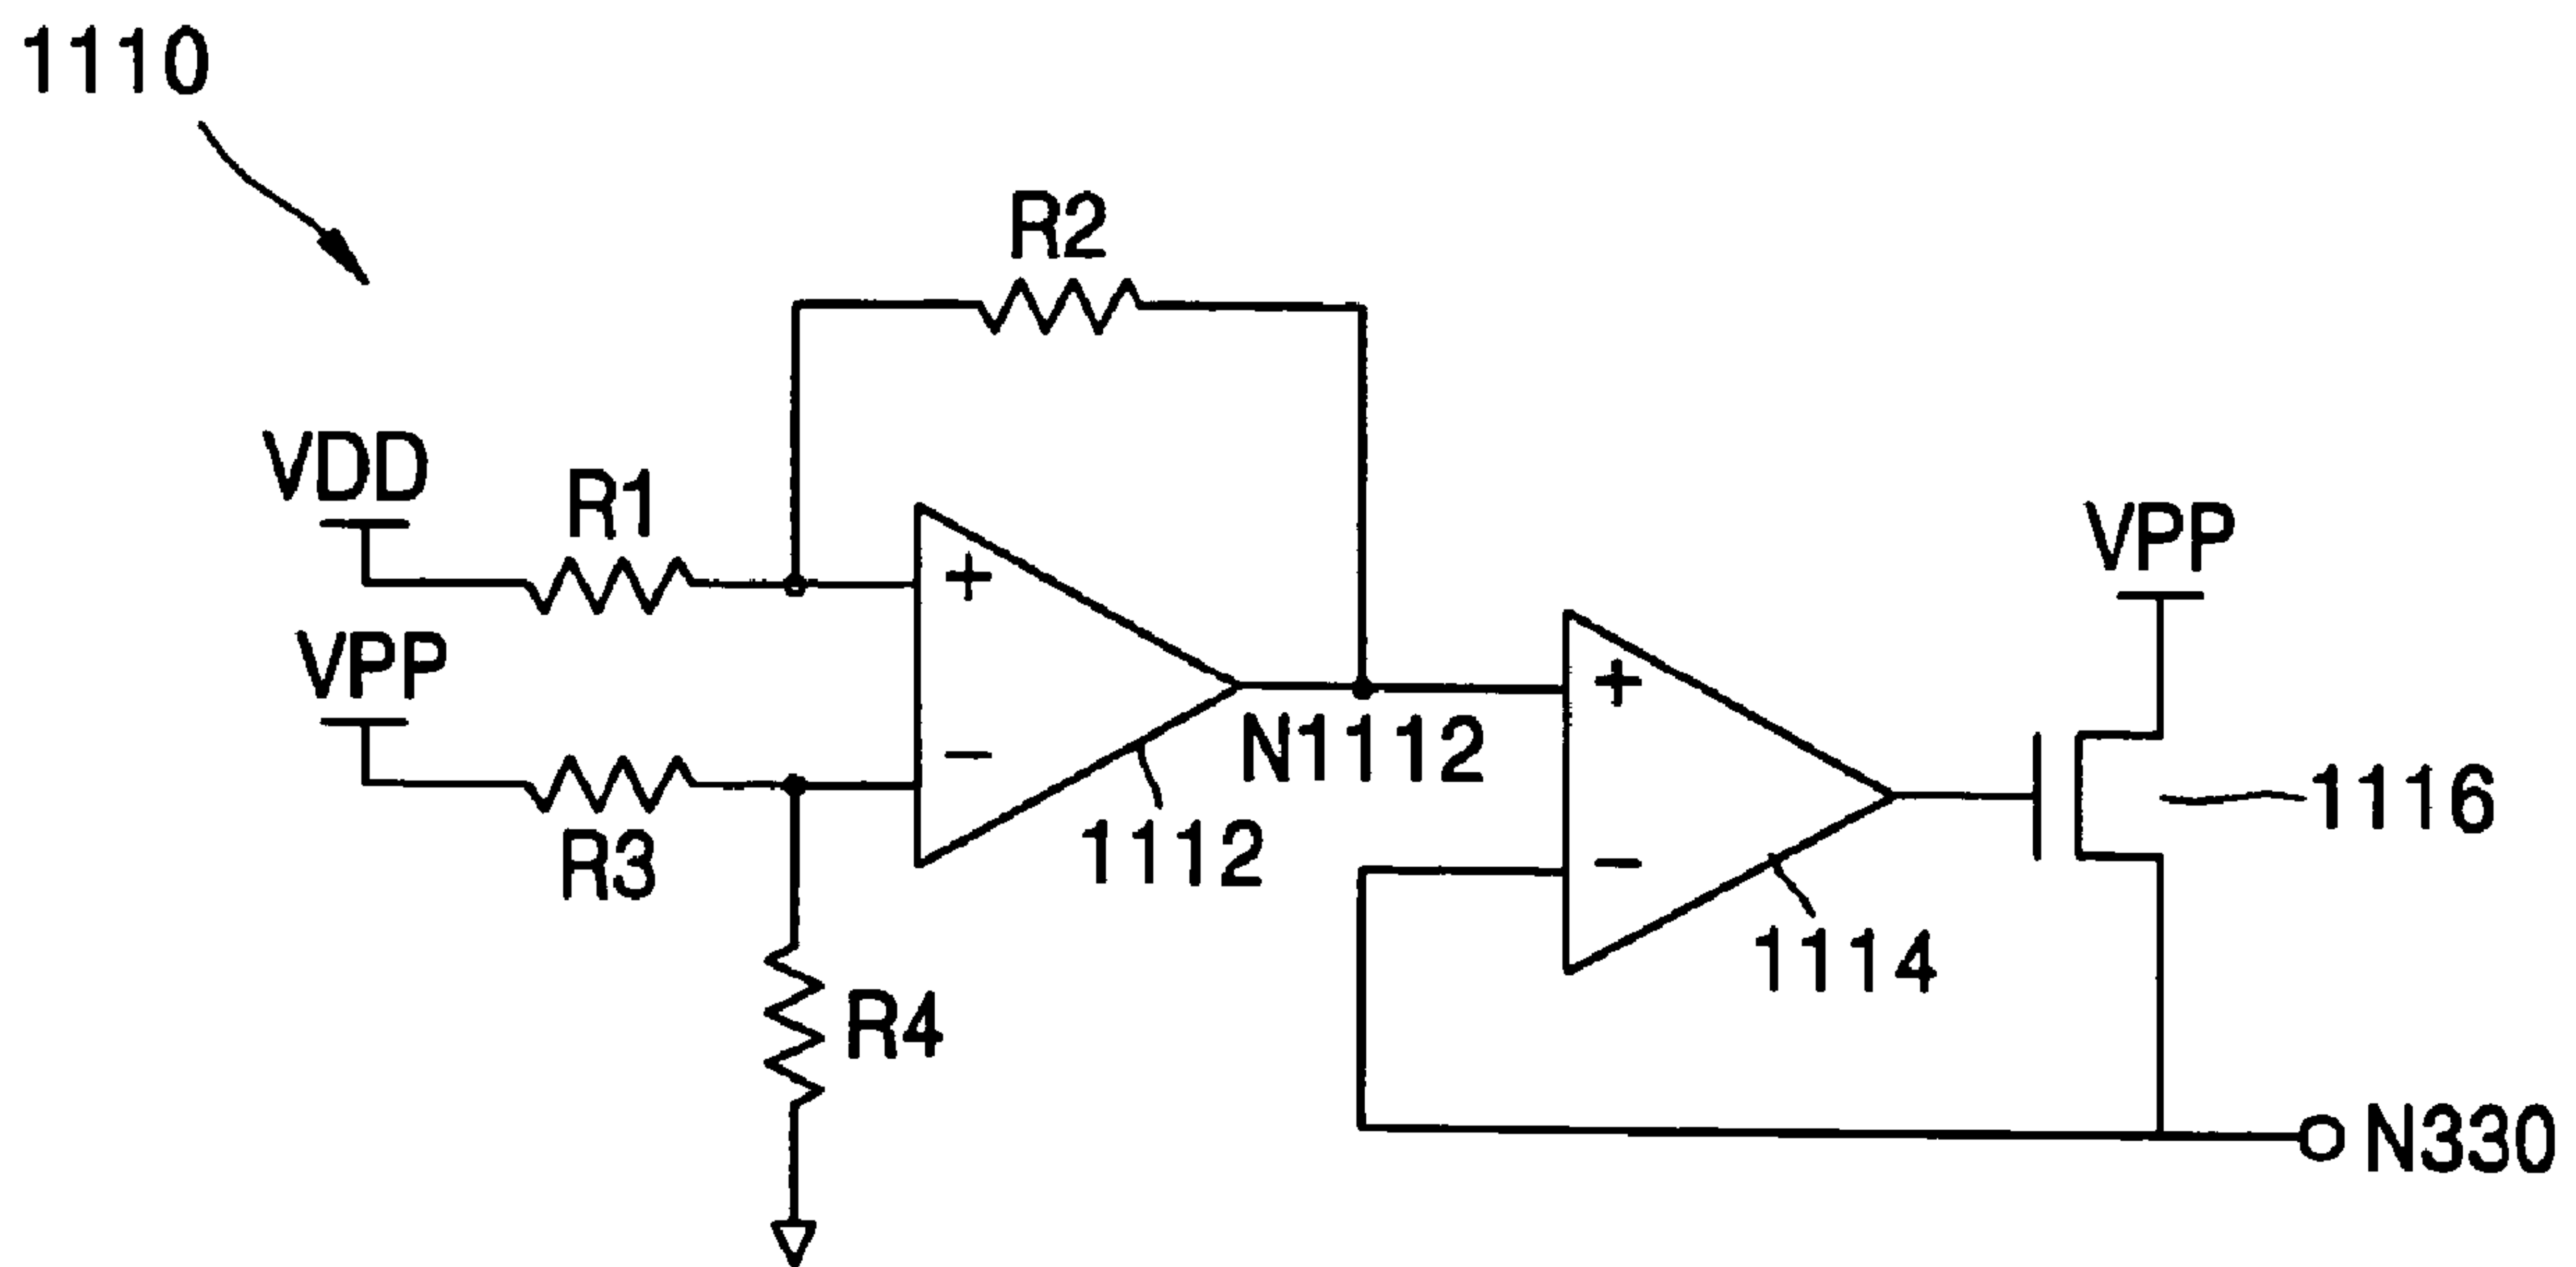 1110
R2
VDD
R1
+
VPP
VPP
+
−
N1112
1116
R3
1112
−
1114
R4
N330